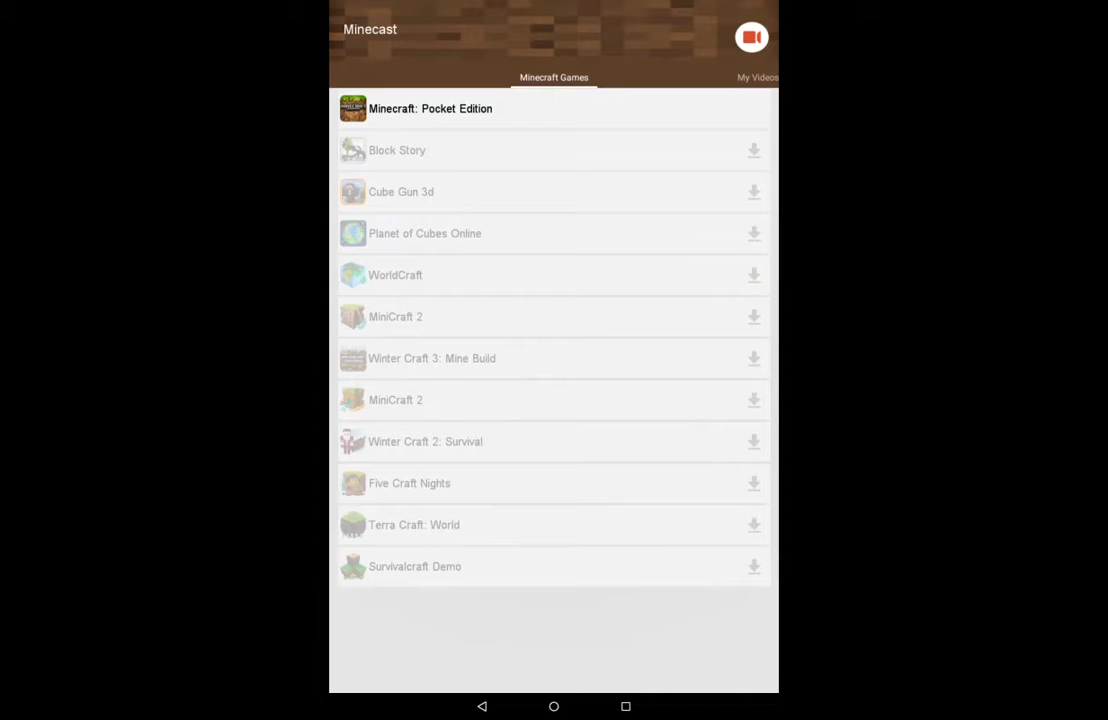 Minecast
Minecraft Games
My Videos
Minecraft: Pocket Edition
Block Story
Cube Gun 3d
Planet of Cubes Online
WorldCraft
MiniCraft 2
Winter Craft 3: Mine Build
MiniCraft 2
Winter Craft 2: Survival
Five Craft Nights
Terra Craft: World
Survivalcraft Demo